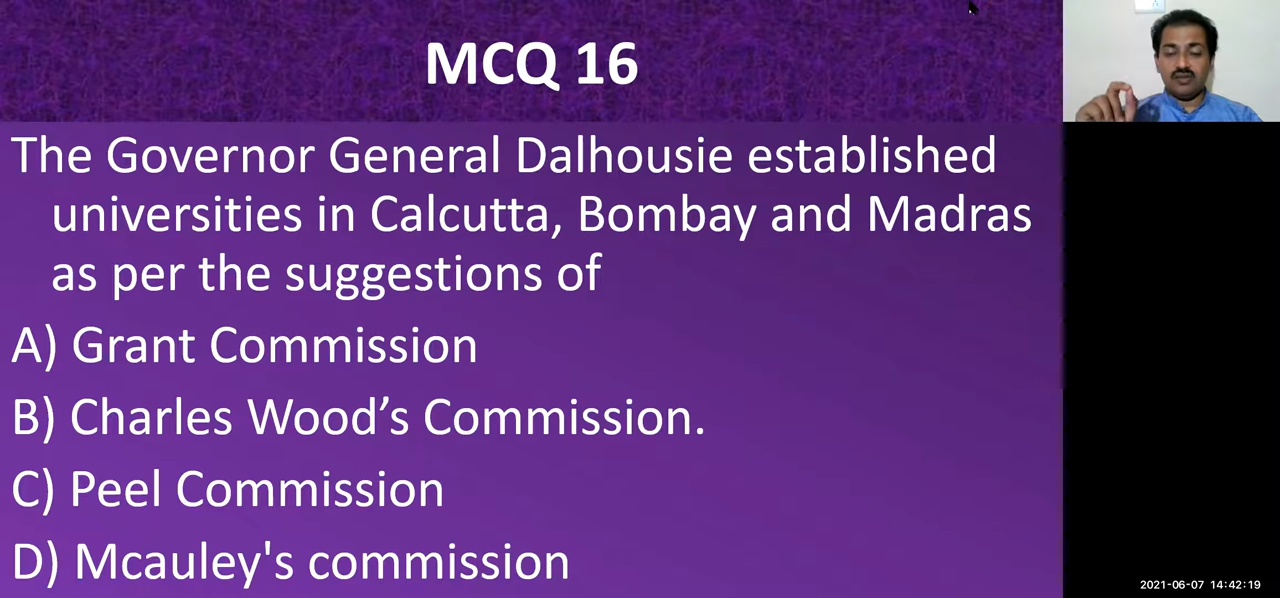 MCQ 16
The Governor General Dalhousie established
universities in Calcutta, Bombay and Madras
as per the suggestions of
A) Grant Commission
B) Charles Wood’s Commission.
C) Peel Commission
D) Mcauley's commission
2021-06-07 14:42:19